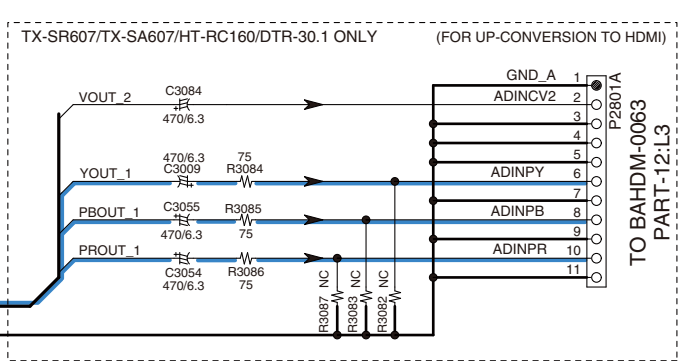 TX-SR607/TX-SA607/HT-RC160/DTR-30.1 ONLY
(FOR UP-CONVERSION TO HDMI)
GND_A 1
VOUT_2
C3084
470/6.3
ADINCV2 2
3
4
5
YOUT_1
470/6.3
C3009
75
R3084
ADINPY 6
7
PBOUT_1
C3055
470/6.3
R3085
75
ADINPB 8
9
PROUT_1
C3054
470/6.3
R3086
75
ADINPR 10
11
R3087 NC
R3083 NC
R3082 NC
P2801A
TO BAHDM-0063
PART-12:L3